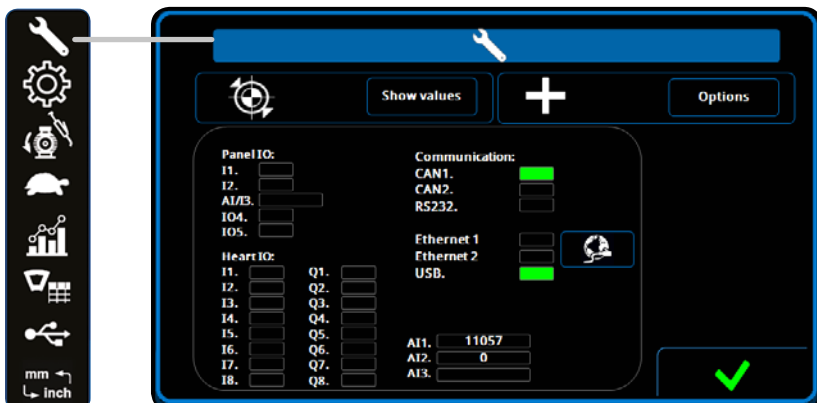 Show values
Options
Panel IO:
I1.
I2.
AI/I3.
IO4.
IO5.
Heart IO:
I1. Q1.
I2. Q2.
I3. Q3.
I4. Q4.
I5. Q5.
I6. Q6.
I7. Q7.
I8. Q8.
Communication:
CAN1.
CAN2.
RS232.
Ethernet 1
Ethernet 2
USB.
AI1. 11057
AI2. 0
AI3.
mm
inch